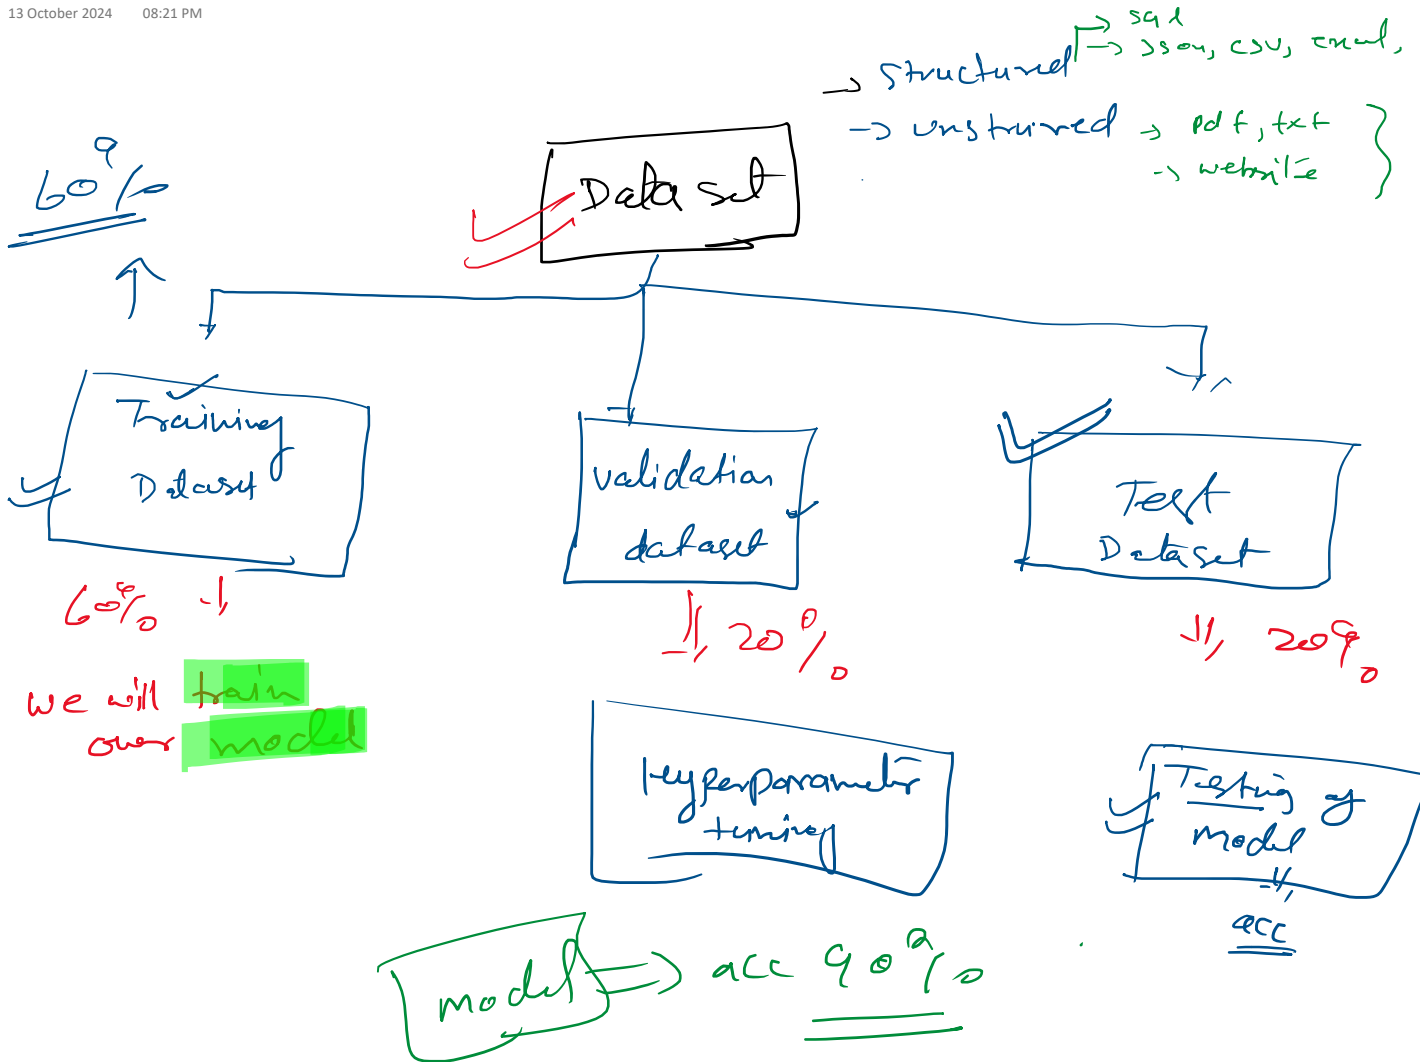 13 October 2024 08:21 PM
→ sql
→ json, csv, excel,
→ structured
→ unstrured → pdf, txt
→ website
60%
Data set
Training
Dataset
validation
dataset
Test
Dataset
60%
20%
20%
we will train
over model
Hyperparameter
tuning
Testing of
model
acc
model → acc 90%